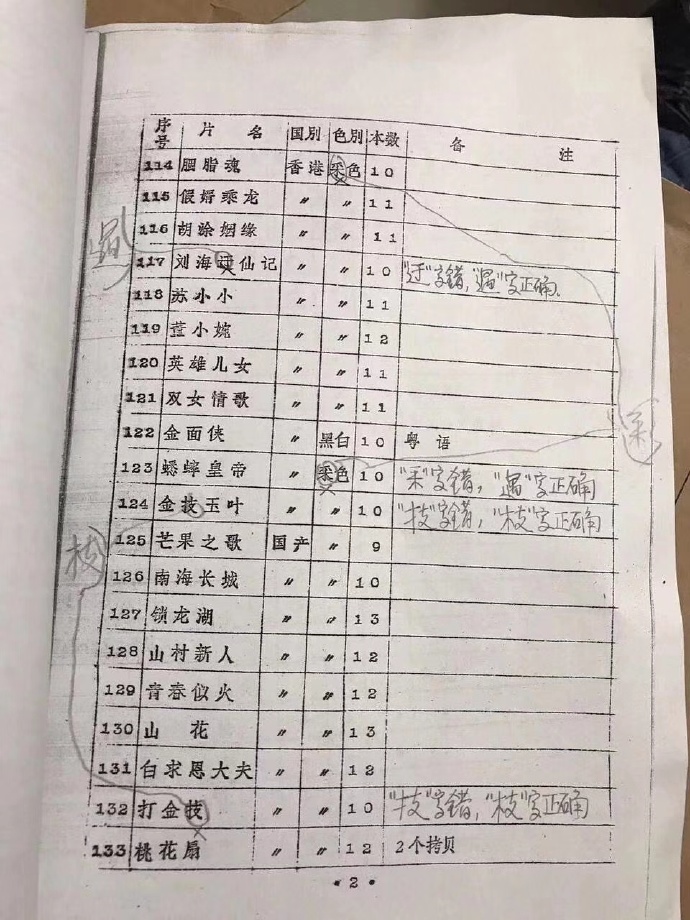 序号 片名 国别 色别 本数 备注
114 胭脂魂 香港 采色 10
115 假婿乘龙 〃 〃 11
116 胡涂姻缘 〃 〃 11
遇
117 刘海迂仙记 〃 〃 10 "迂"字错,"遇"字正确.
118 苏小小 〃 〃 11
119 董小婉 〃 〃 12
120 英雄儿女 〃 〃 11
121 双女情歌 〃 〃 11
122 金面侠 〃 黑白 10 粤语
彩
123 蟋蟀皇帝 〃 采色 10 "采"字错,"遇"字正确
124 金技玉叶 〃 〃 10 "技"字错,"枝"字正确
枝
125 芒果之歌 国产 〃 9
126 南海长城 〃 〃 10
127 锁龙湖 〃 〃 13
128 山村新人 〃 〃 12
129 青春似火 〃 〃 12
130 山花 〃 〃 13
131 白求恩大夫 〃 〃 12
132 打金技 〃 〃 10 "技"字错,"枝"字正确
133 桃花扇 〃 〃 12 2个拷贝
·2·